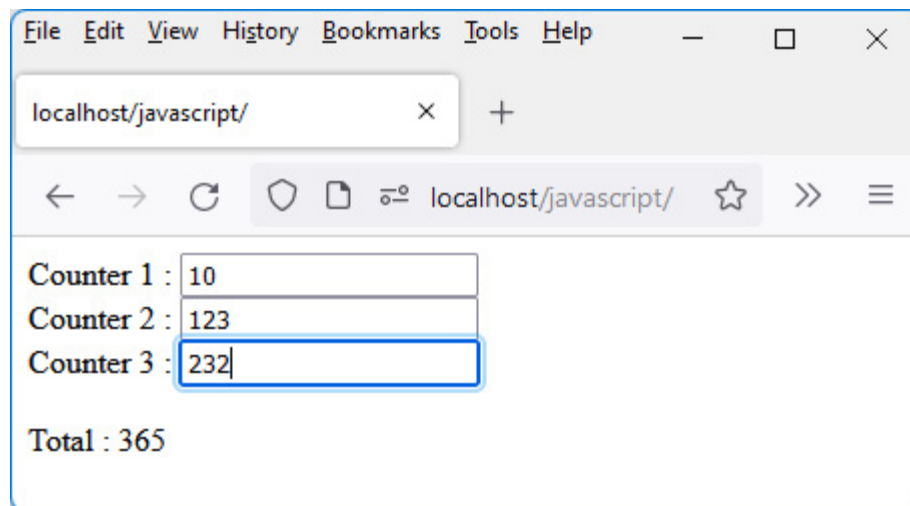 File Edit View History Bookmarks Tools Help
localhost/javascript/
localhost/javascript/
Counter 1 : 10
Counter 2 : 123
Counter 3 : 232
Total : 365